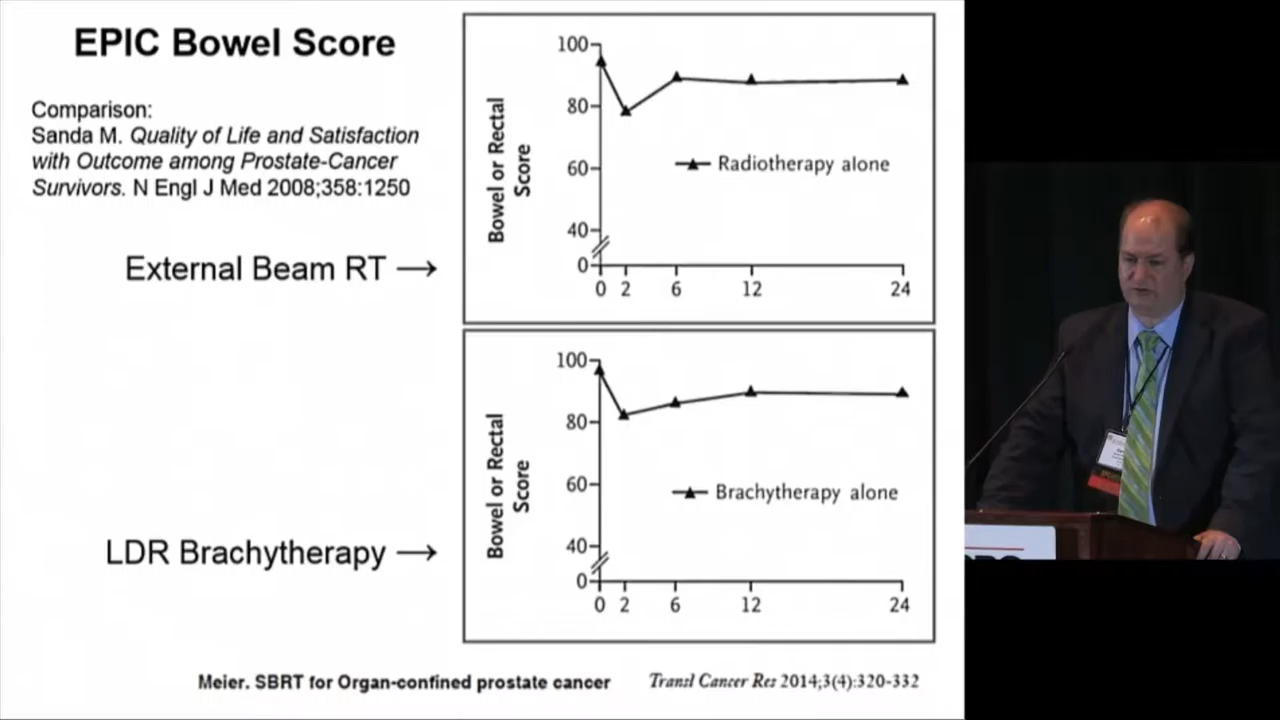 EPIC Bowel Score
Comparison:
Sanda M. Quality of Life and Satisfaction
with Outcome among Prostate-Cancer
Survivors. N Engl J Med 2008;358:1250
External Beam RT →
100
80
60
40
0
Bowel or Rectal
Score
Radiotherapy alone
0 2 6 12 24
LDR Brachytherapy →
100
80
60
40
0
Bowel or Rectal
Score
Brachytherapy alone
0 2 6 12 24
Meier. SBRT for Organ-confined prostate cancer
Transl Cancer Res 2014;3(4):320-332